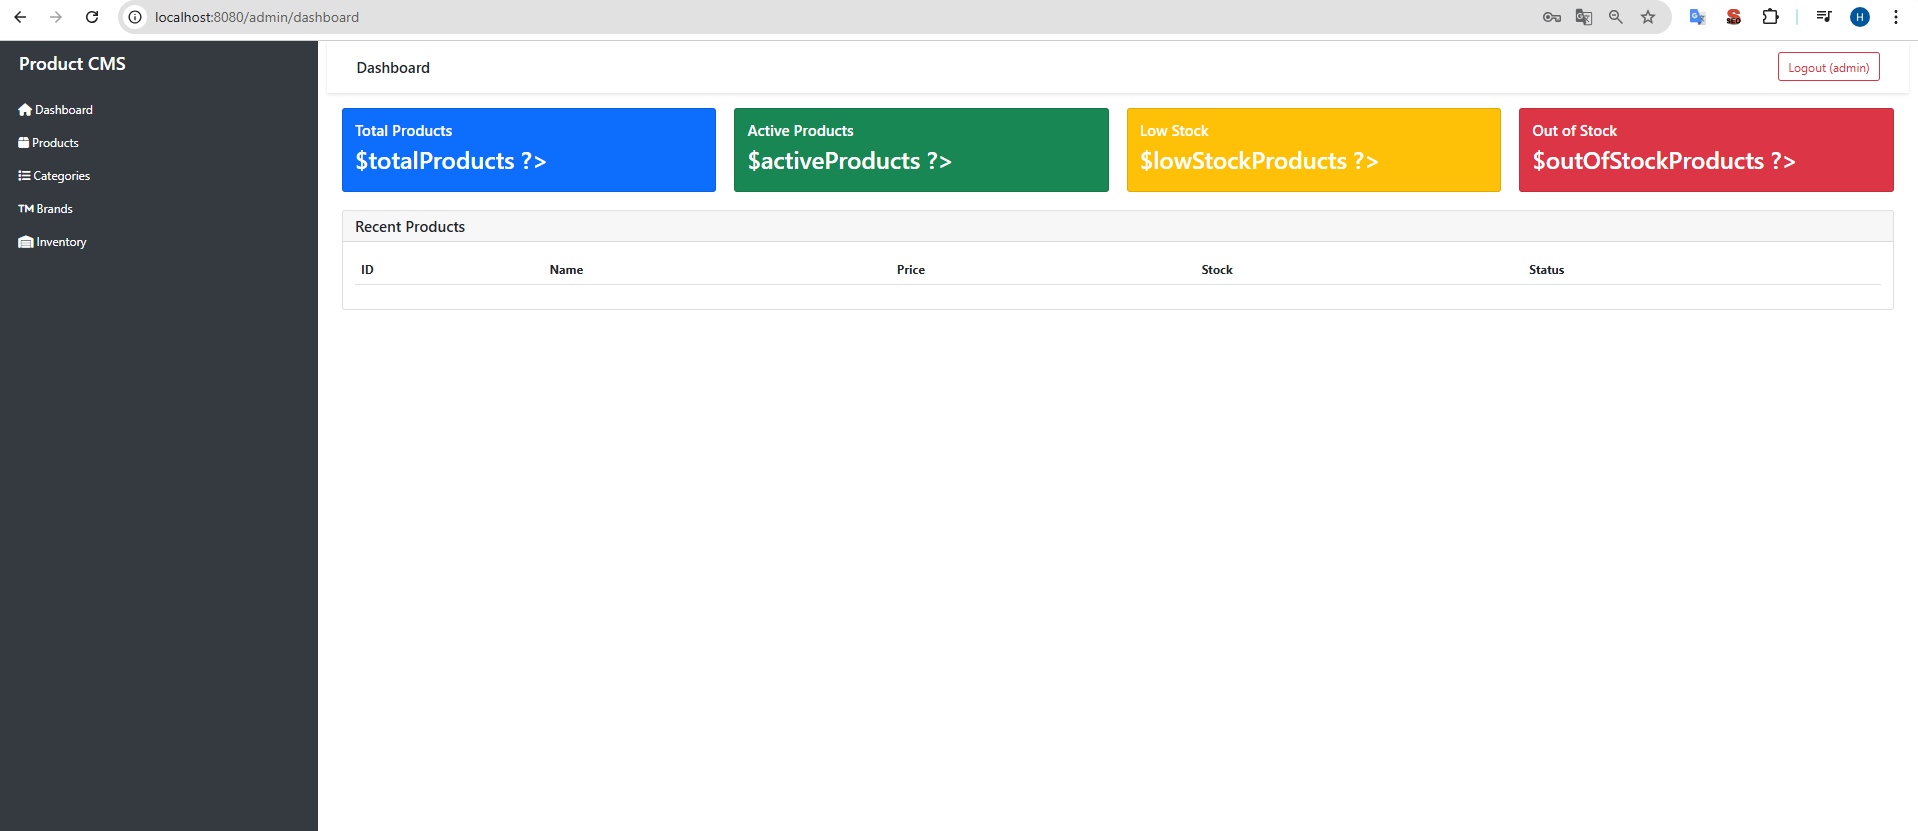 localhost:8080/admin/dashboard
SEO
H
Product CMS
Dashboard
Logout (admin)
Dashboard
Products
Categories
TM Brands
Inventory
Total Products
$totalProducts ?>
Active Products
$activeProducts ?>
Low Stock
$lowStockProducts ?>
Out of Stock
$outOfStockProducts ?>
Recent Products
ID Name Price Stock Status